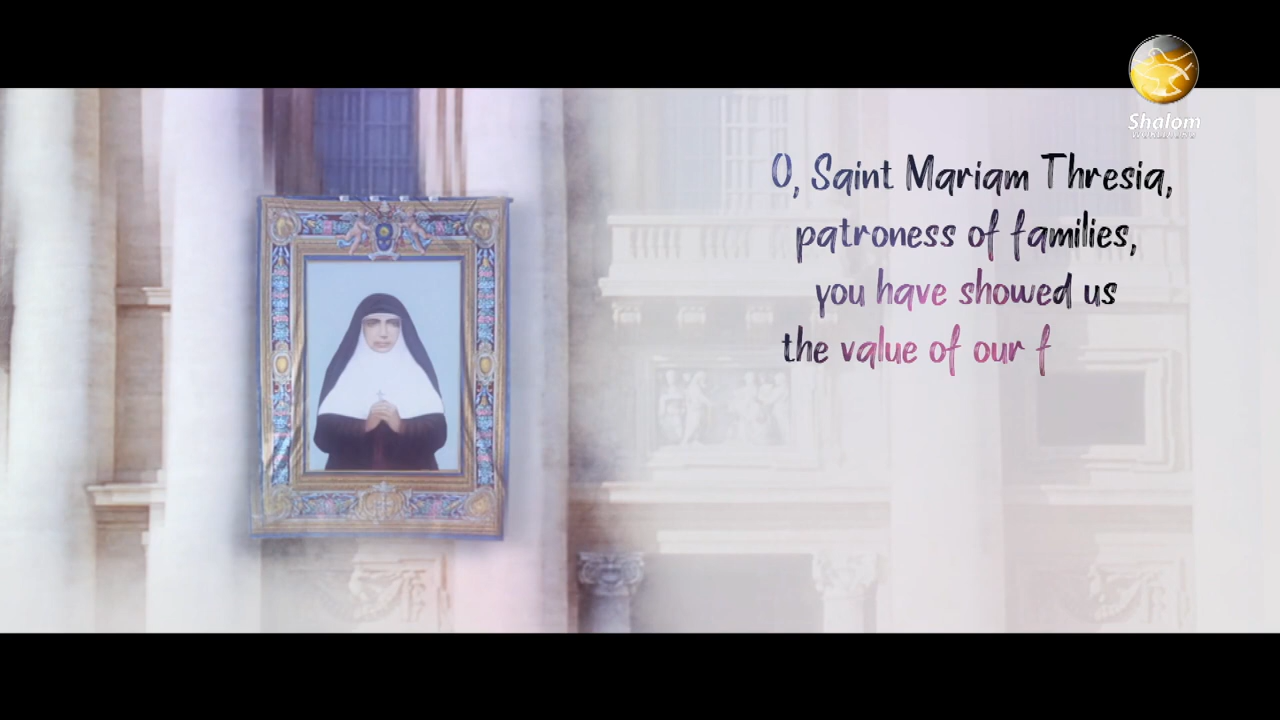 Shalom
O, Saint Mariam Thresia,
patroness of families,
you have showed us
the value of our f